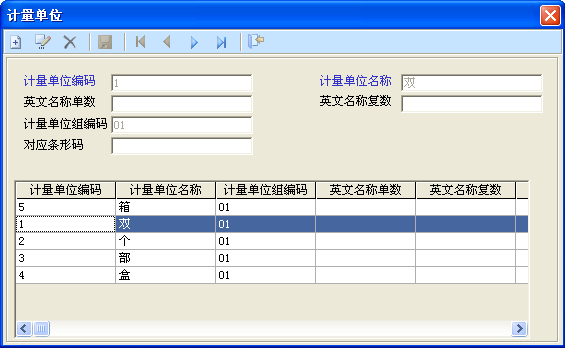 计量单位
计量单位编码 1 计量单位名称 双
英文名称单数 英文名称复数
计量单位组编码 01
对应条形码
计量单位编码 计量单位名称 计量单位组编码 英文名称单数 英文名称复数
5 箱 01
1 双 01
2 个 01
3 部 01
4 盒 01